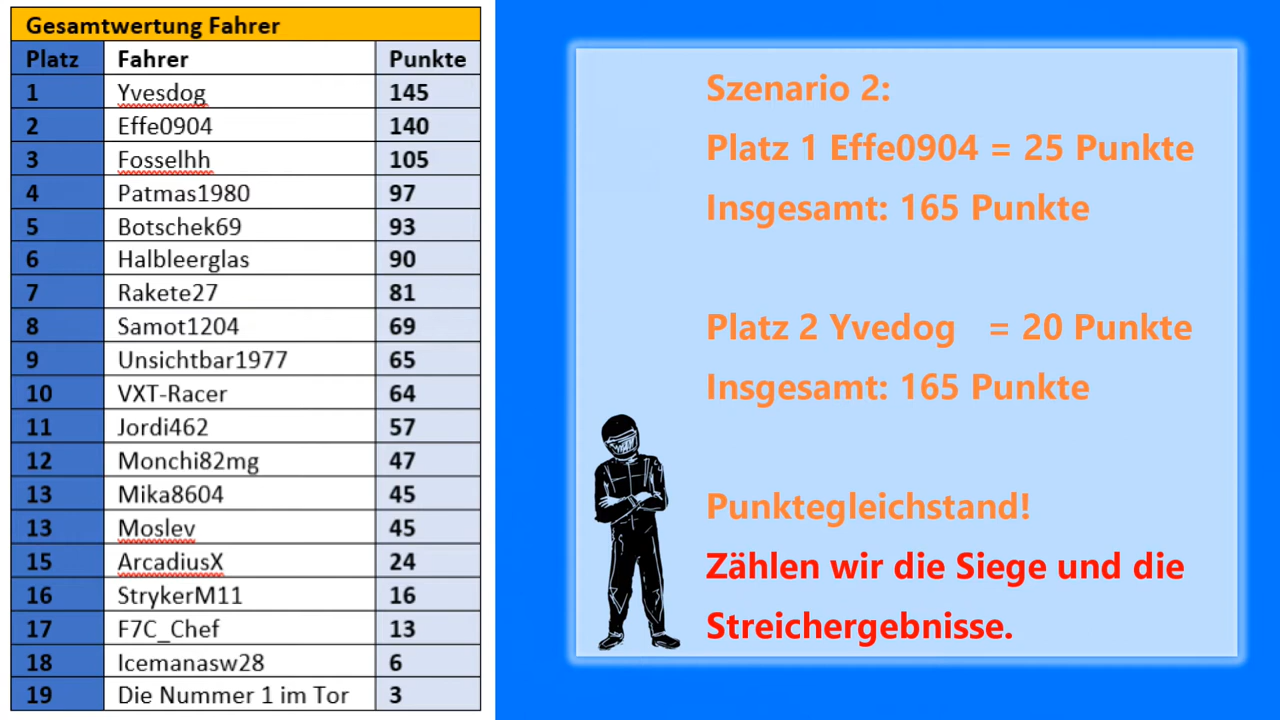 Gesamtwertung Fahrer
Platz Fahrer Punkte
1 Yvesdog 145
2 Effe0904 140
3 Fosselhh 105
4 Patmas1980 97
5 Botschek69 93
6 Halbleerglas 90
7 Rakete27 81
8 Samot1204 69
9 Unsichtbar1977 65
10 VXT-Racer 64
11 Jordi462 57
12 Monchi82mg 47
13 Mika8604 45
13 Moslev 45
15 ArcadiusX 24
16 StrykerM11 16
17 F7C_Chef 13
18 Icemanasw28 6
19 Die Nummer 1 im Tor 3
Szenario 2:
Platz 1 Effe0904 = 25 Punkte
Insgesamt: 165 Punkte
Platz 2 Yvedog = 20 Punkte
Insgesamt: 165 Punkte
Punktegleichstand!
Zählen wir die Siege und die
Streichergebnisse.